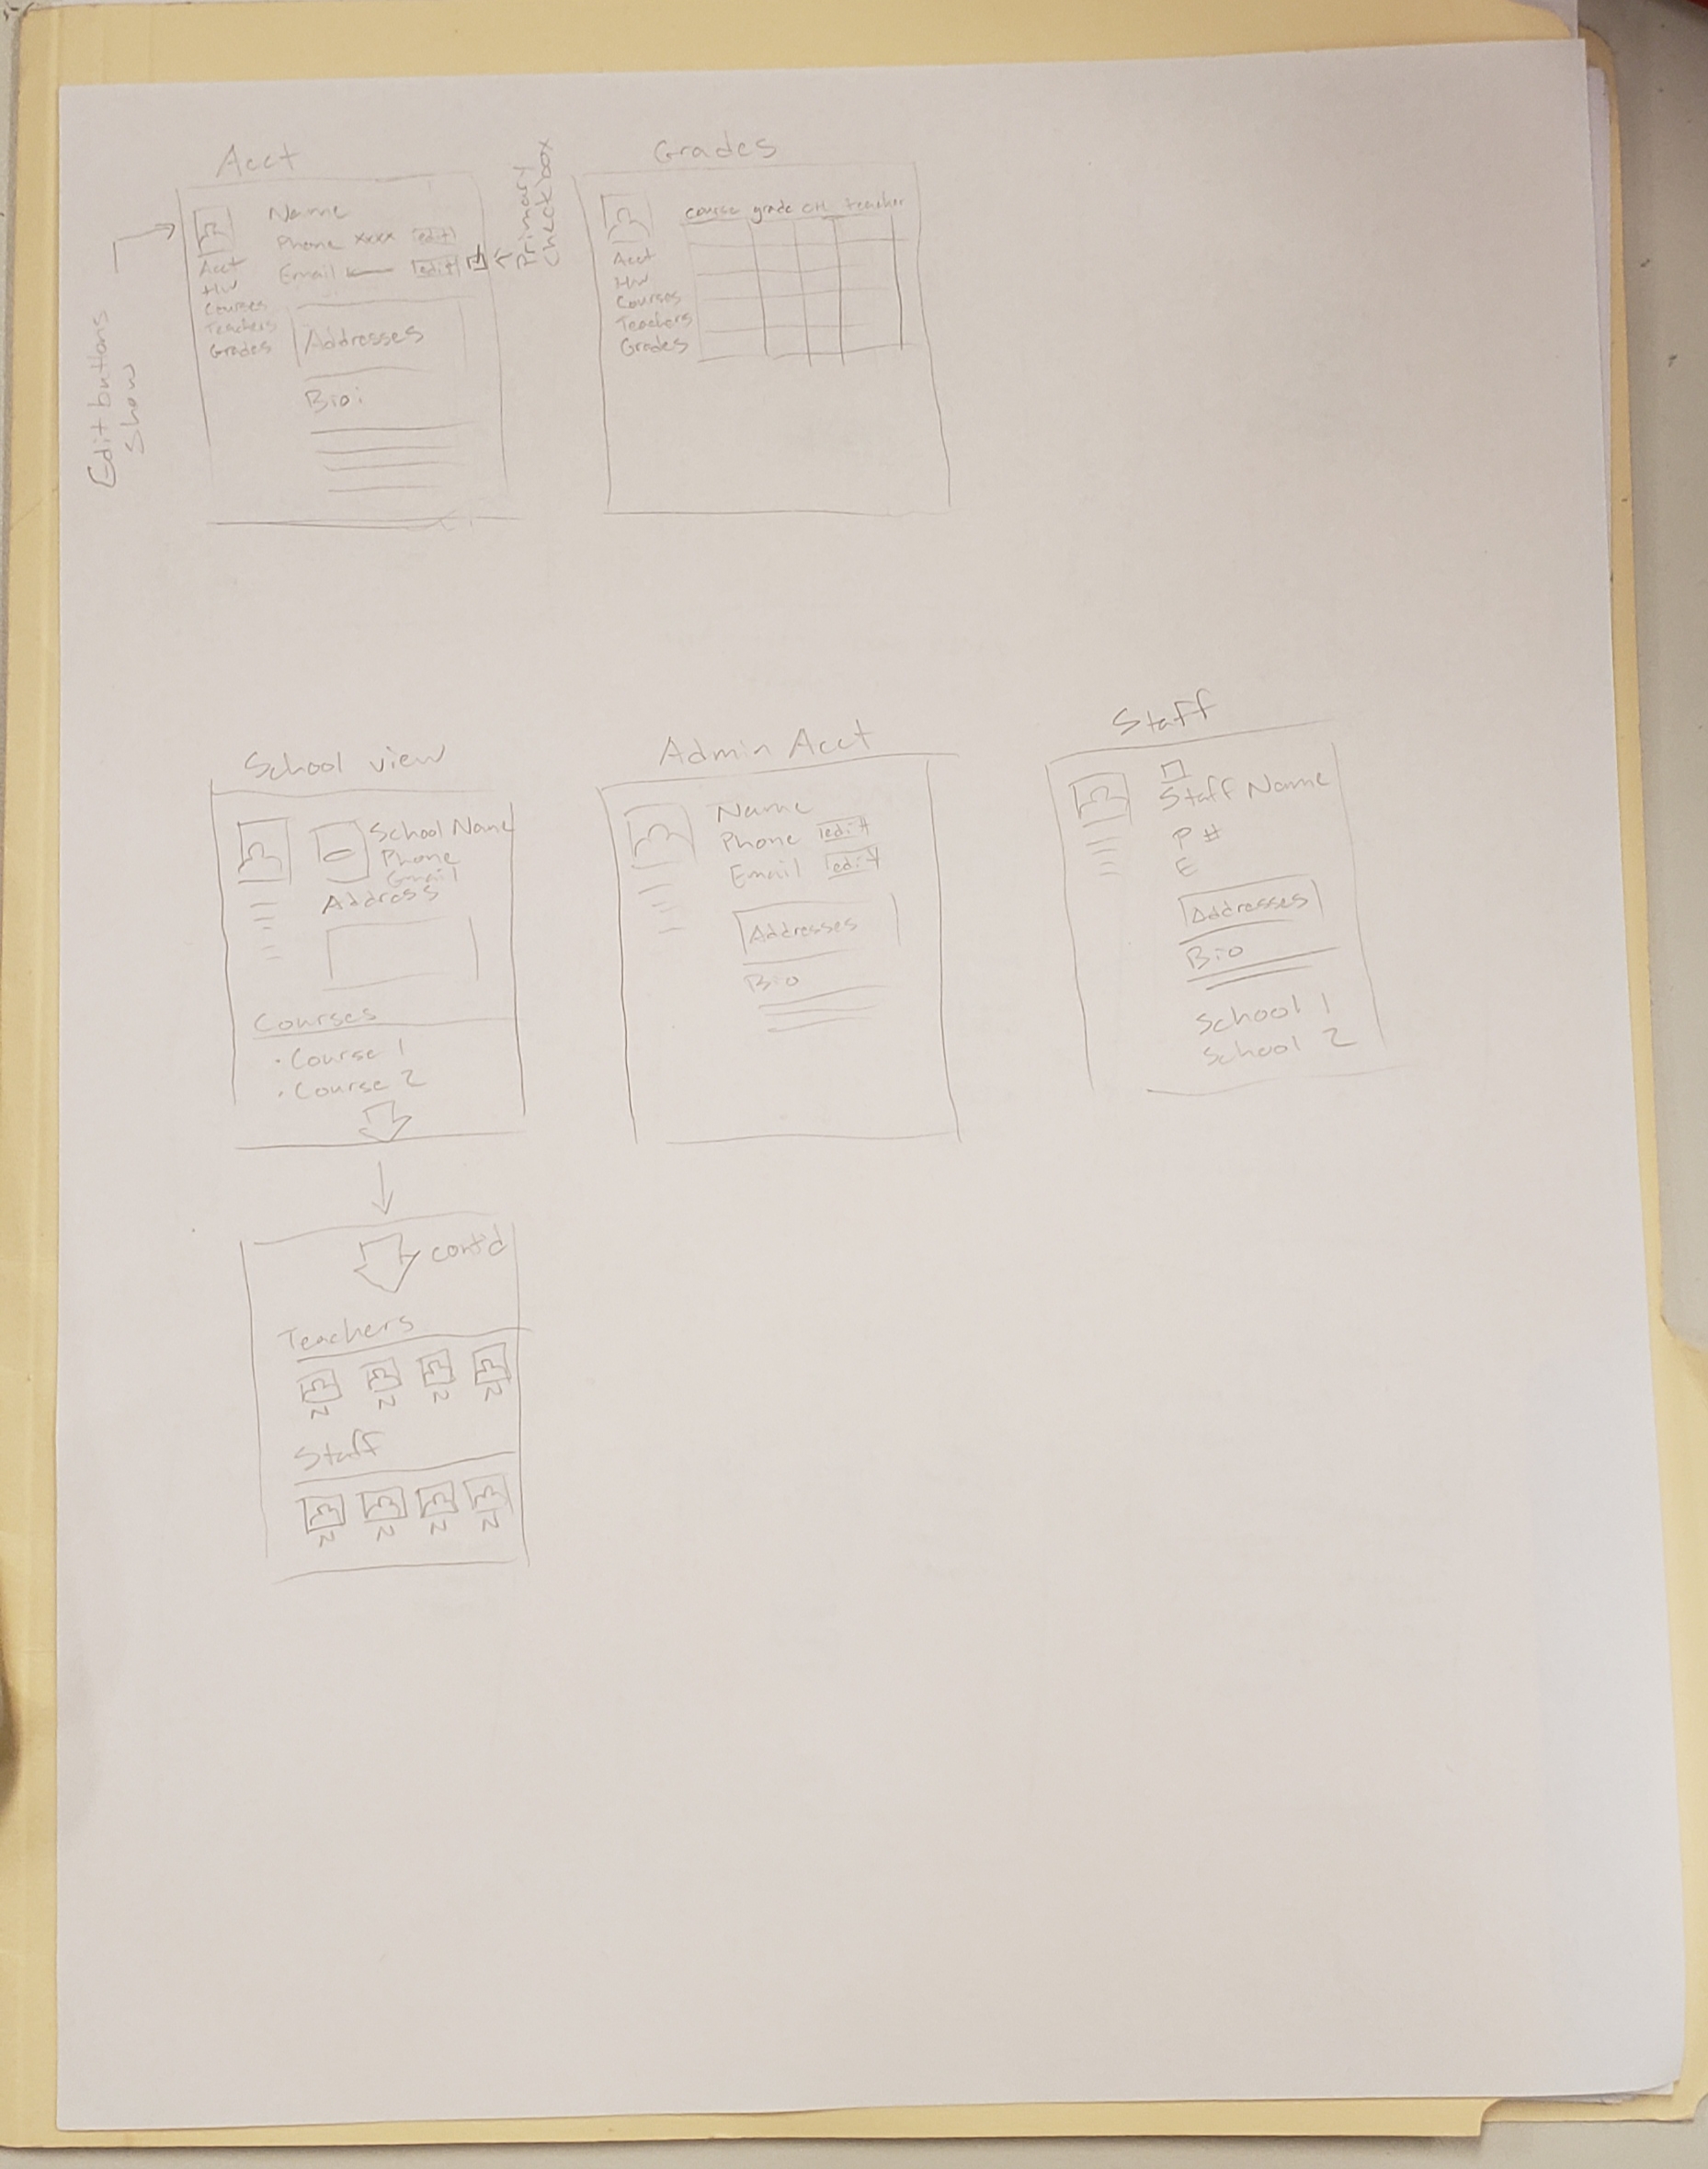 Acct
Edit buttons
show
Name
Phone xxxx edit
Email edit
Primary
checkbox
Acct
HW
Courses
Teachers
Grades
Addresses
Bio:
Grades
course grade CH teacher
Acct
HW
Courses
Teachers
Grades
School view
School Name
Phone
Email
Address
Courses
· Course 1
· Course 2
cont'd
Teachers
N N N N
Staff
N N N N
Admin Acct
Name
Phone edit
Email edit
Addresses
Bio
Staff
Staff Name
P #
E
Addresses
Bio
School 1
School 2